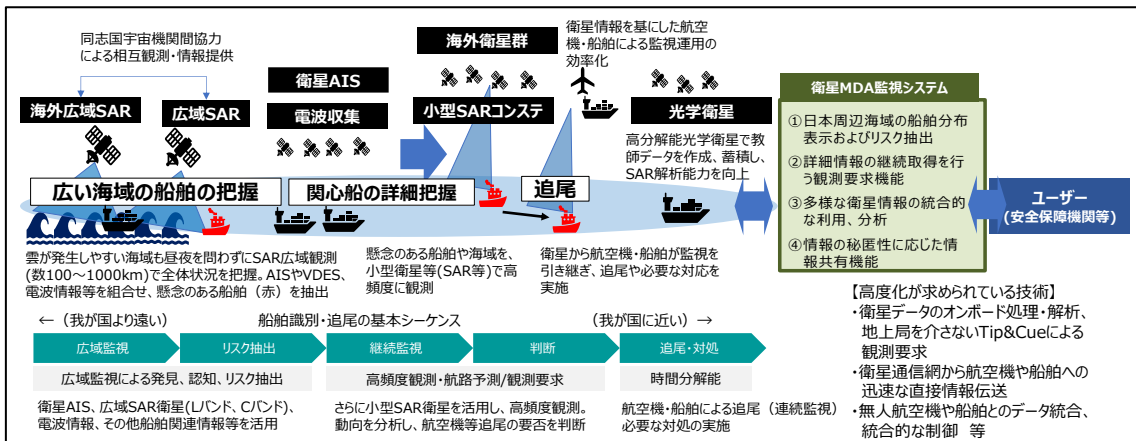 同志国宇宙機関間協力
による相互観測・情報提供
海外広域SAR
広域SAR
衛星AIS
電波収集
海外衛星群
小型SARコンステ
衛星情報を基にした航空
機・船舶による監視運用の
効率化
光学衛星
高分解能光学衛星で教
師データを作成、蓄積し、
SAR解析能力を向上
広い海域の船舶の把握
関心船の詳細把握
追尾
雲が発生しやすい海域も昼夜を問わずにSAR広域観測
(数100～1000km)で全体状況を把握。AISやVDES、
電波情報等を組合せ、懸念のある船舶（赤）を抽出
懸念のある船舶や海域を、
小型衛星等(SAR等)で高
頻度に観測
衛星から航空機・船舶が監視を
引き継ぎ、追尾や必要な対応を
実施
衛星MDA監視システム
①日本周辺海域の船舶分布
表示およびリスク抽出
②詳細情報の継続取得を行
う観測要求機能
③多様な衛星情報の統合的
な利用、分析
④情報の秘匿性に応じた情
報共有機能
ユーザー
(安全保障機関等)
←（我が国より遠い）
船舶識別・追尾の基本シーケンス
（我が国に近い）→
広域監視
リスク抽出
継続監視
判断
追尾・対処
広域監視による発見、認知、リスク抽出
高頻度観測・航路予測/観測要求
時間分解能
衛星AIS、広域SAR衛星(Lバンド、Cバンド)、
電波情報、その他船舶関連情報等を活用
さらに小型SAR衛星を活用し、高頻度観測。
動向を分析し、航空機等追尾の要否を判断
航空機・船舶による追尾（連続監視）
必要な対処の実施
【高度化が求められている技術】
・衛星データのオンボード処理・解析、
地上局を介さないTip&Cueによる
観測要求
・衛星通信網から航空機や船舶への
迅速な直接情報伝送
・無人航空機や船舶とのデータ統合、
統合的な制御 等